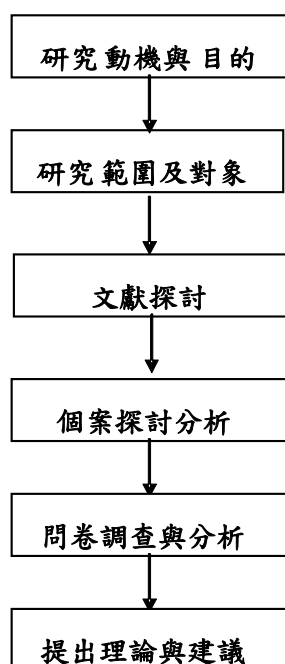 研究動機與目的
研究範圍及對象
文獻探討
個案探討分析
問卷調查與分析
提出理論與建議